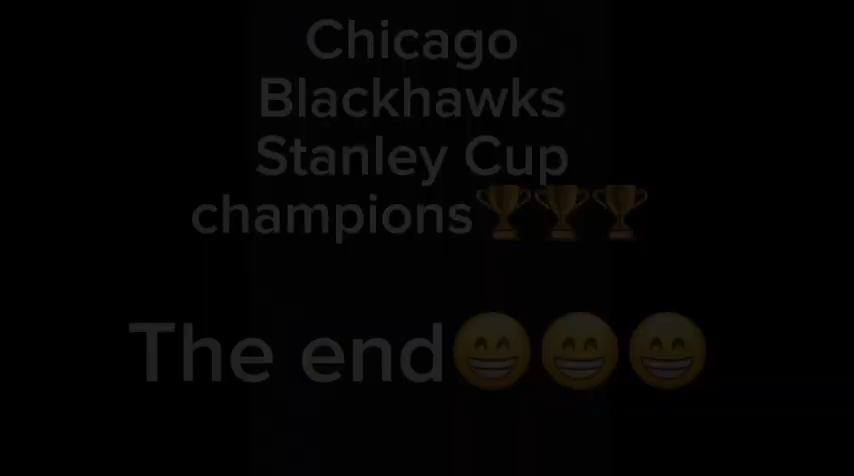 Chicago
Blackhawks
Stanley Cup
champions🏆🏆🏆
The end😁😁😁